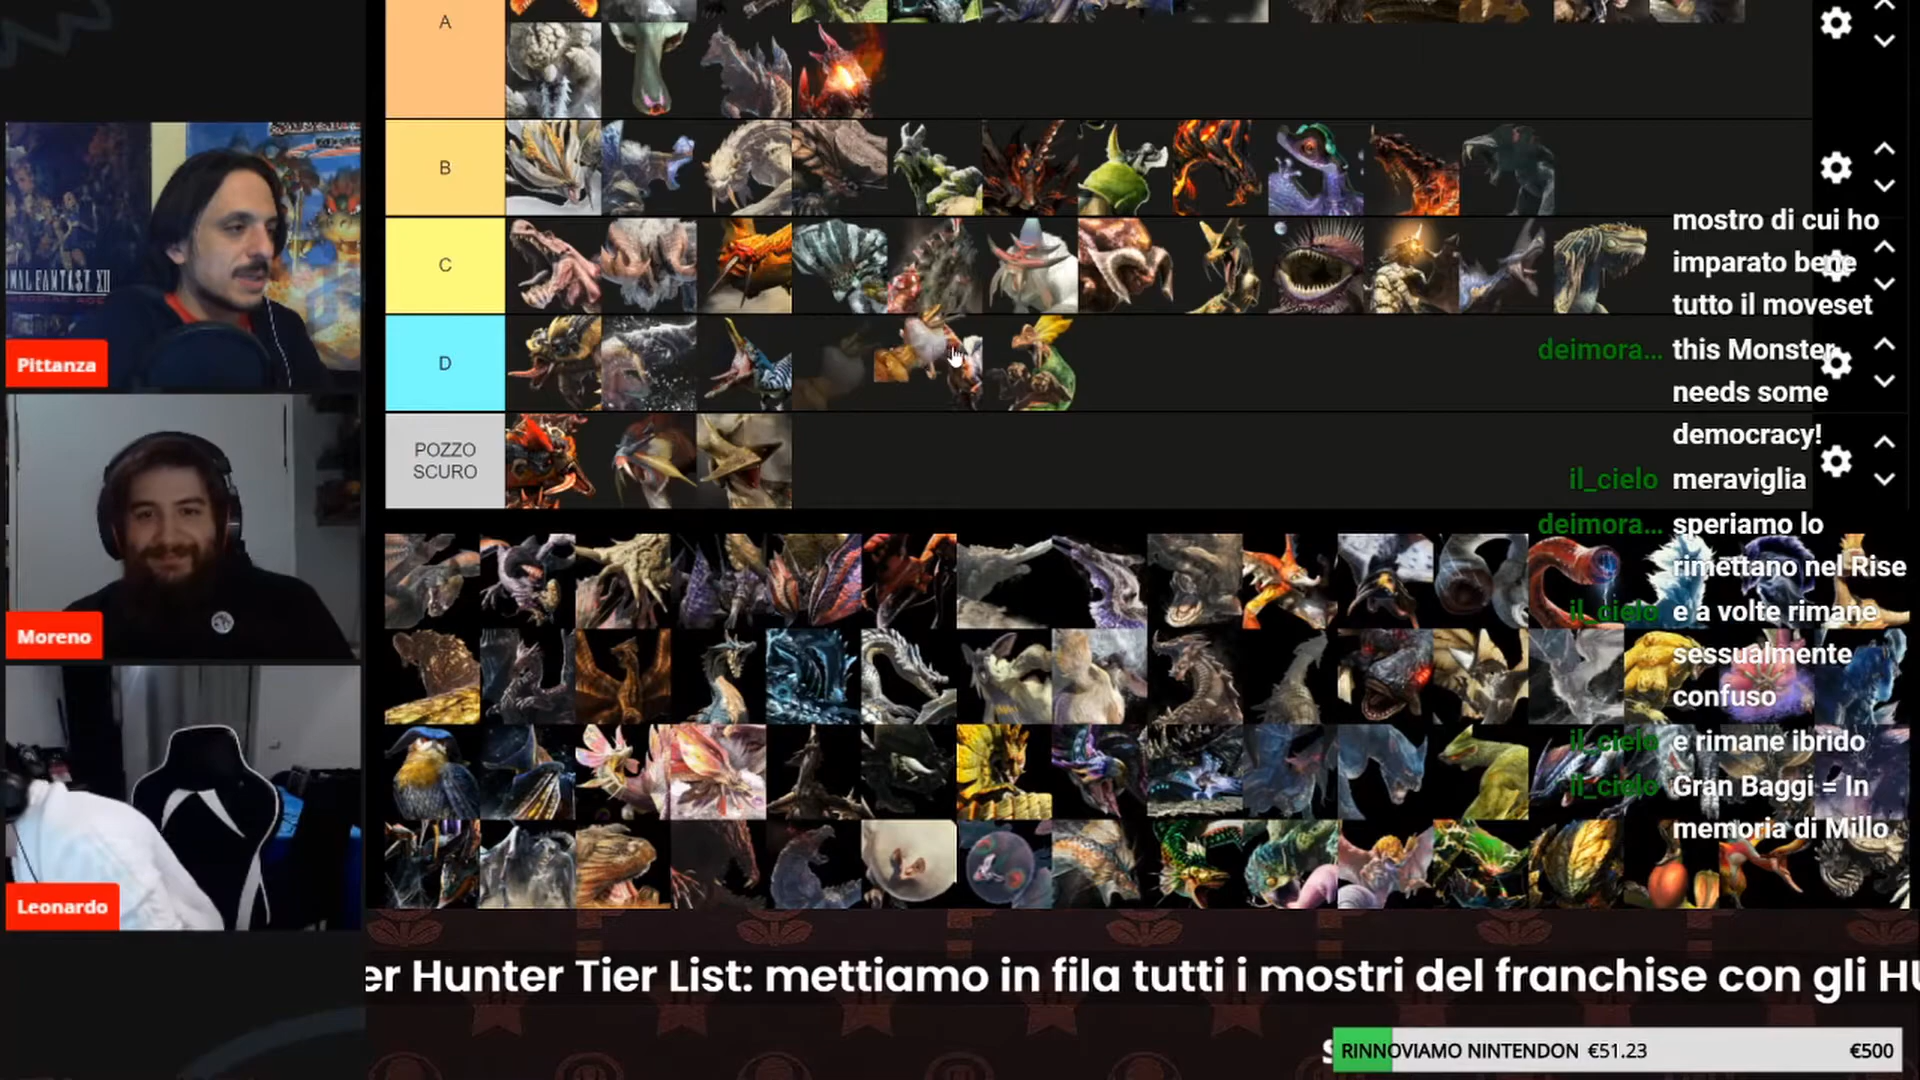 A
B
C
D
POZZO
SCURO
FINAL FANTASY XII
Pittanza
Moreno
Leonardo
mostro di cui ho
imparato bene
tutto il moveset
deimora... this Monster
needs some
democracy!
il_cielo meraviglia
deimora... speriamo lo
rimettano nel Rise
il_cielo e a volte rimane
sessualmente
confuso
il_cielo e rimane ibrido
il_cielo Gran Baggi = In
memoria di Millo
er Hunter Tier List: mettiamo in fila tutti i mostri del franchise con gli HU
RINNOVIAMO NINTENDON €51.23 €500